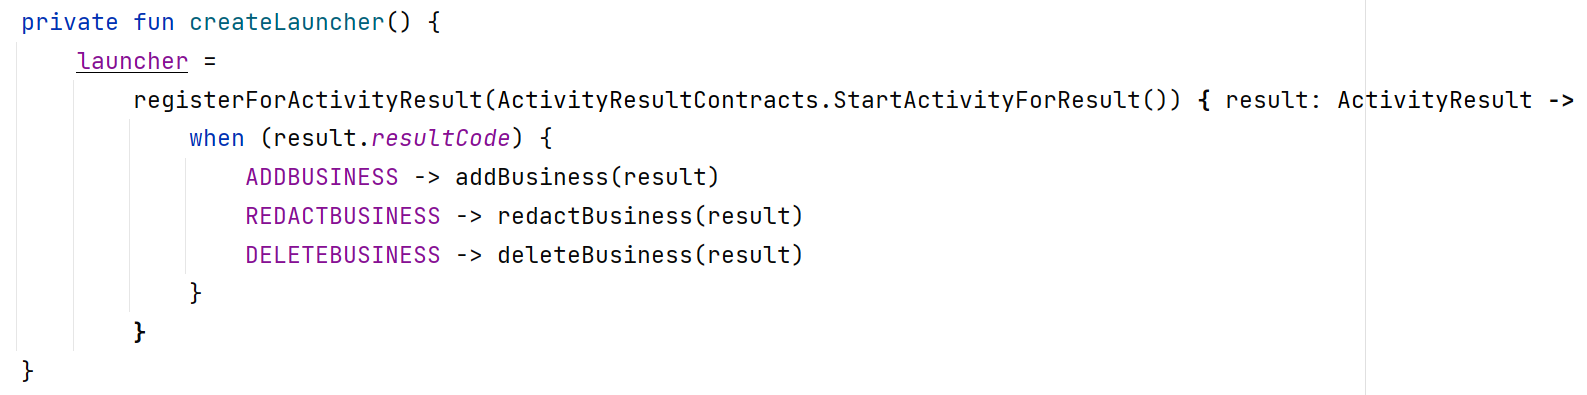 private fun createLauncher() {
launcher =
registerForActivityResult(ActivityResultContracts.StartActivityForResult()) { result: ActivityResult ->
when (result.resultCode) {
ADDBUSINESS -> addBusiness(result)
REDACTBUSINESS -> redactBusiness(result)
DELETEBUSINESS -> deleteBusiness(result)
}
}
}